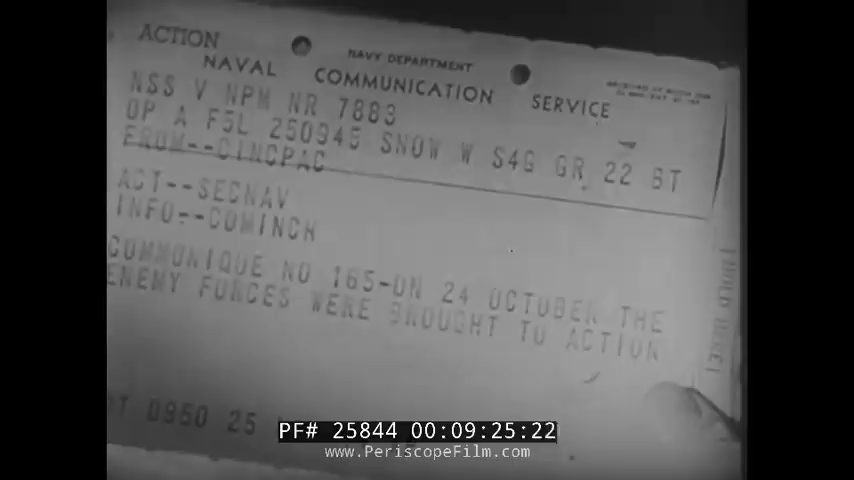 ACTION
NAVY DEPARTMENT
NAVAL COMMUNICATION SERVICE
NSS V NPM NR 7883
OP A F5L 250945 SNOW W S4G GR 22 BT
FROM--CINCPAC
ACT--SECNAV
INFO--COMINCH
COMMUNIQUE NO 165-ON 24 OCTOBER THE
ENEMY FORCES WERE BROUGHT TO ACTION
0950 25
PF# 25844 00:09:25:22
www.PeriscopeFilm.com